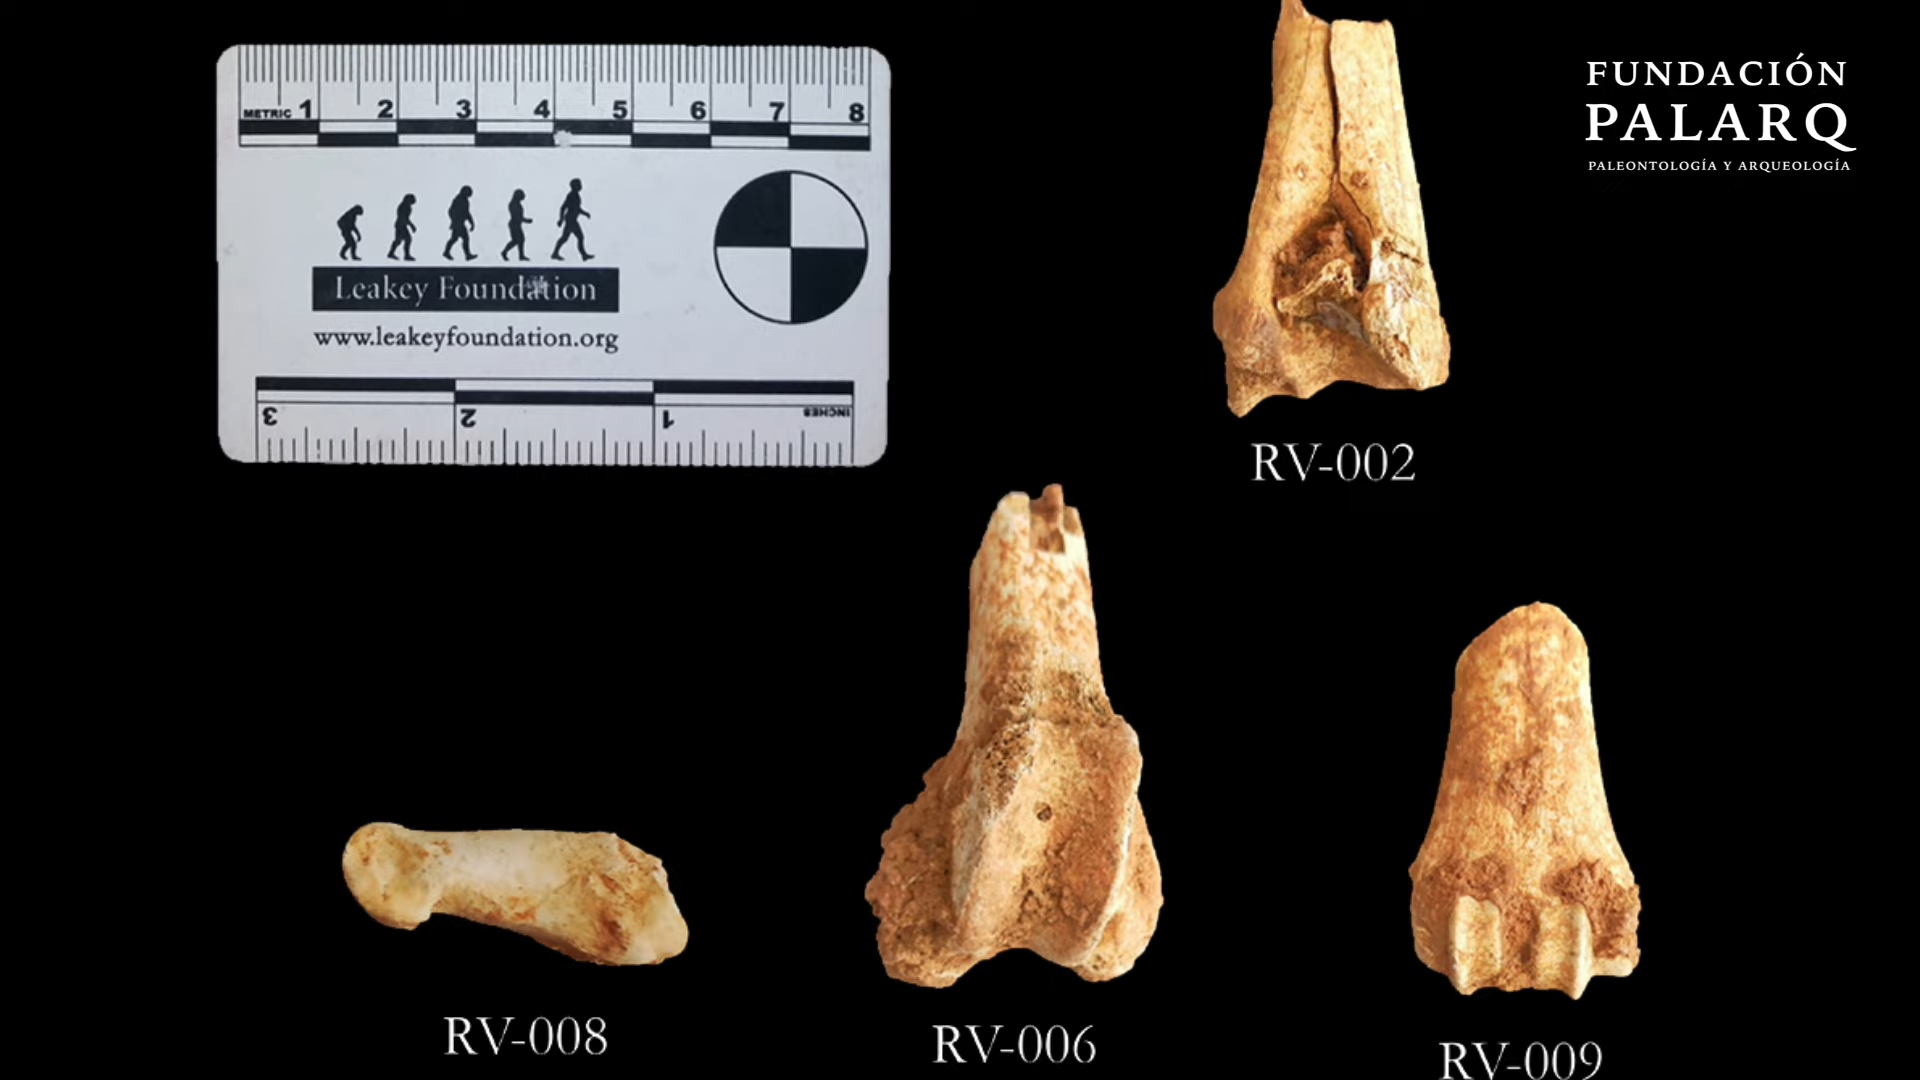 FUNDACIÓN
PALARQ
PALEONTOLOGÍA Y ARQUEOLOGÍA
METRIC 1 2 3 4 5 6 7 8
Leakey Foundation
www.leakeyfoundation.org
3 2 1 INCHES
RV-002
RV-008
RV-006
RV-009